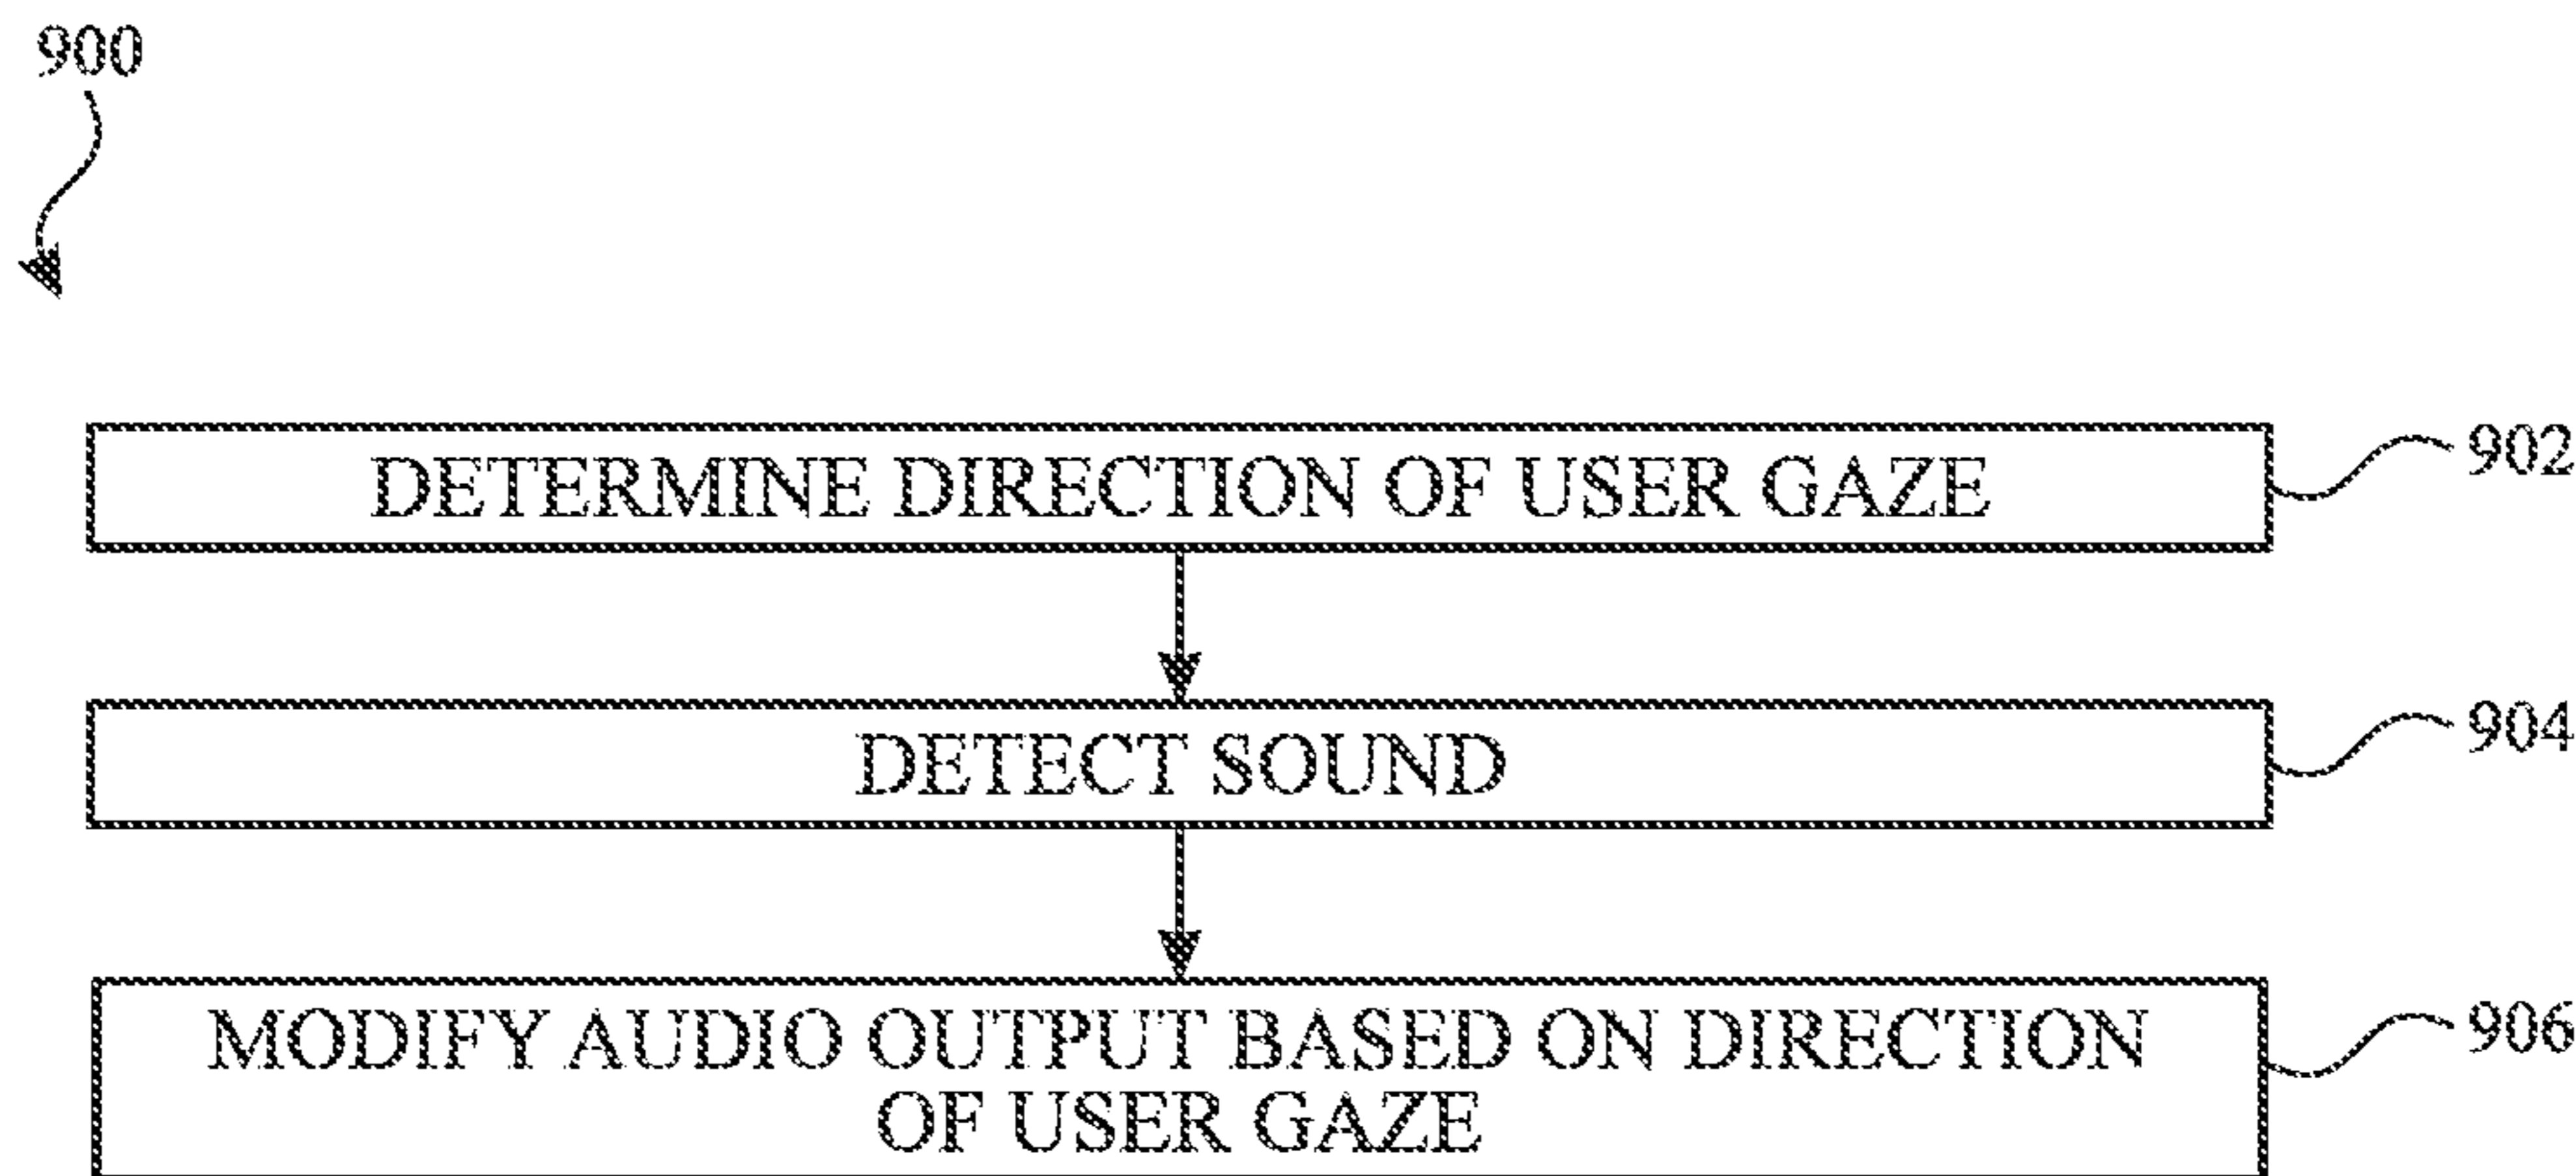 900
DETERMINE DIRECTION OF USER GAZE
902
DETECT SOUND
904
MODIFY AUDIO OUTPUT BASED ON DIRECTION
OF USER GAZE
906